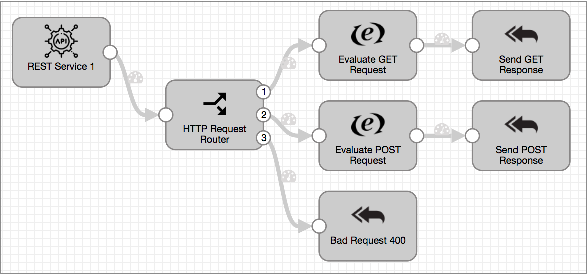 API
REST Service 1
HTTP Request
Router
1
2
3
Evaluate GET
Request
Send GET
Response
Evaluate POST
Request
Send POST
Response
Bad Request 400